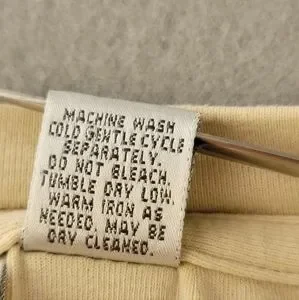 MACHINE WASH
COLD GENTLE CYCLE
SEPARATELY.
DO NOT BLEACH.
TUMBLE DRY LOW.
WARM IRON AS
NEEDED. MAY BE
DRY CLEANED.